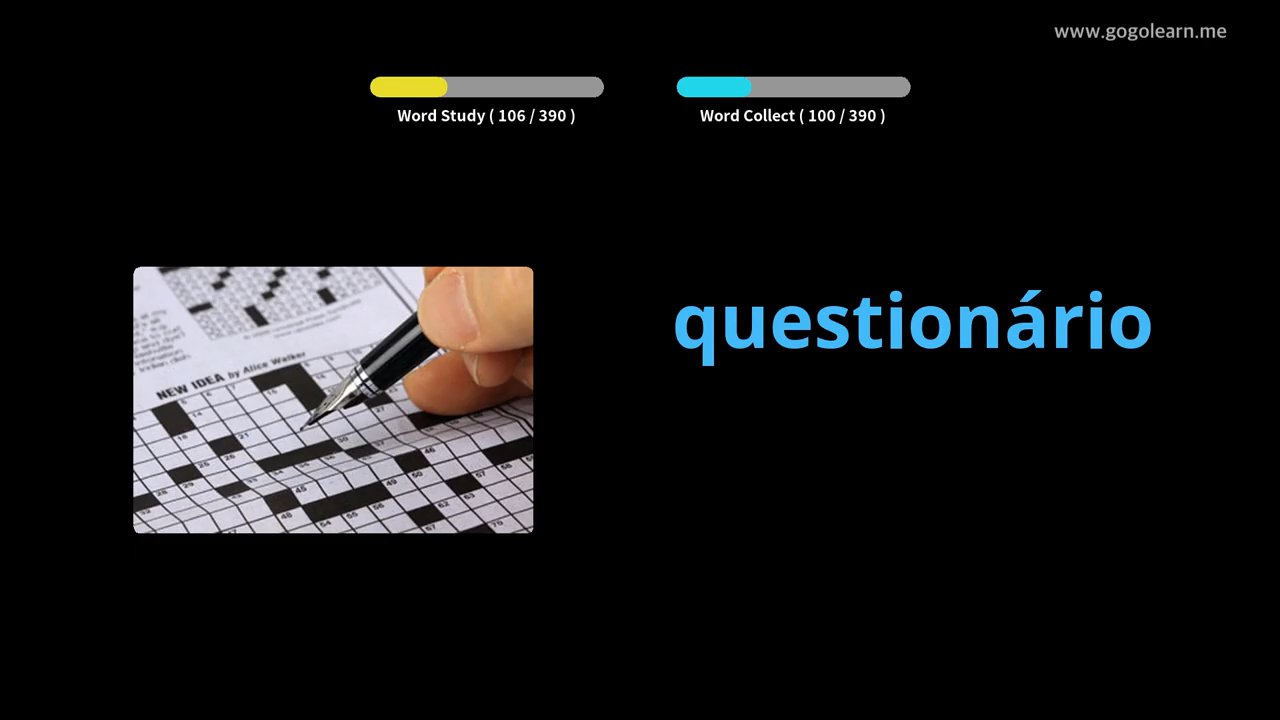 www.gogolearn.me
Word Study ( 106 / 390 )
Word Collect ( 100 / 390 )
questionário
NEW IDEA by Alice Walker